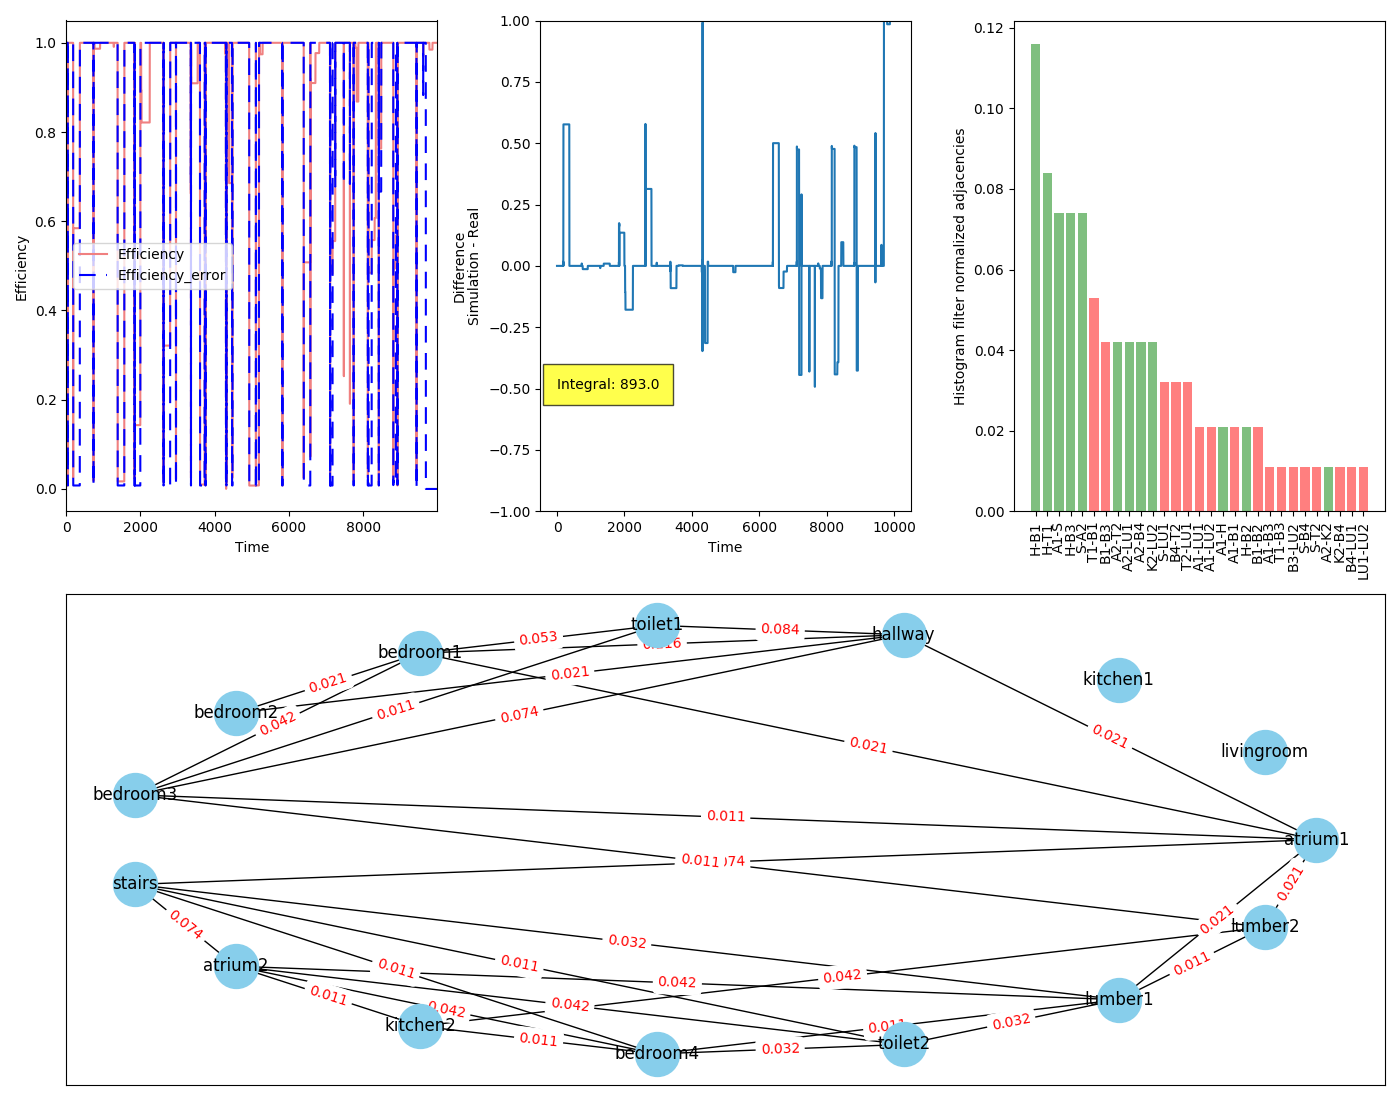 1.0
0.8
0.6
0.4
0.2
0.0
Efficiency
Efficiency
Efficiency_error
0
2000
4000
6000
8000
Time
1.00
0.75
0.50
0.25
0.00
−0.25
−0.50
−0.75
−1.00
Difference
Simulation - Real
Integral: 893.0
0
2000
4000
6000
8000
10000
Time
0.12
0.10
0.08
0.06
0.04
0.02
0.00
Histogram filter normalized adjacencies
H-B1
H-T1
A1-S
H-B3
S-A2
T1-B1
B1-B3
A2-T2
A2-LU1
A2-B4
K2-LU2
S-LU1
B4-T2
T2-LU1
A1-LU1
A1-LU2
A1-H
A1-B1
H-B2
B1-B2
A1-B3
T1-B3
B3-LU2
S-B4
S-T2
A2-K2
K2-B4
B4-LU1
LU1-LU2
toilet1
hallway
bedroom1
kitchen1
bedroom2
livingroom
bedroom3
atrium1
stairs
lumber2
atrium2
lumber1
kitchen2
toilet2
bedroom4
0.053
0.084
0.021
0.021
0.042
0.011
0.074
0.021
0.021
0.011
0.011
0.021
0.021
0.074
0.032
0.011
0.011
0.011
0.042
0.042
0.042
0.011
0.042
0.011
0.032
0.032